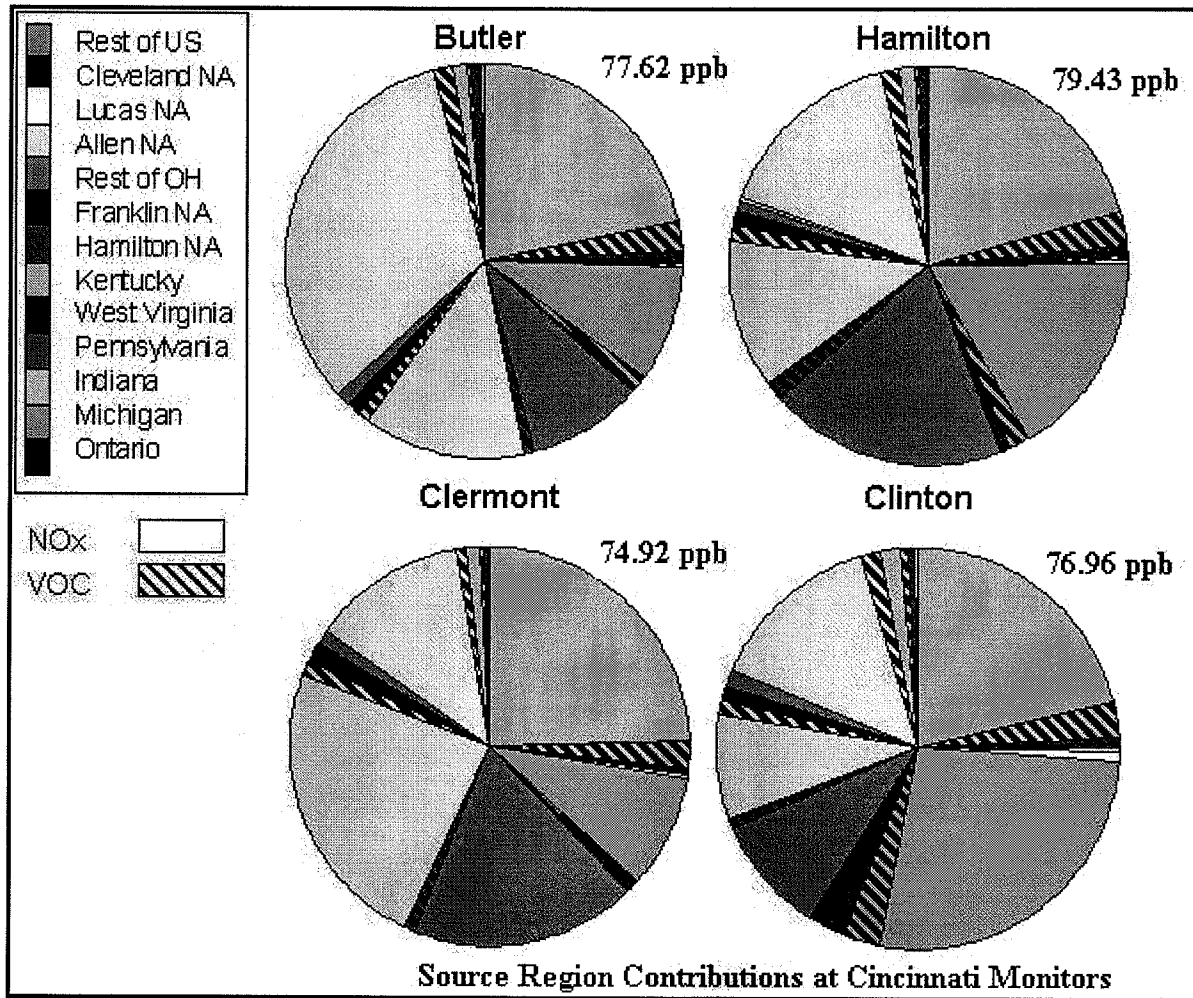 Rest of US
Cleveland NA
Lucas NA
Allen NA
Rest of OH
Franklin NA
Hamilton NA
Kentucky
West Virginia
Pennsylvania
Indiana
Michigan
Ontario
NOx
VOC
Butler
77.62 ppb
Hamilton
79.43 ppb
Clermont
74.92 ppb
Clinton
76.96 ppb
Source Region Contributions at Cincinnati Monitors